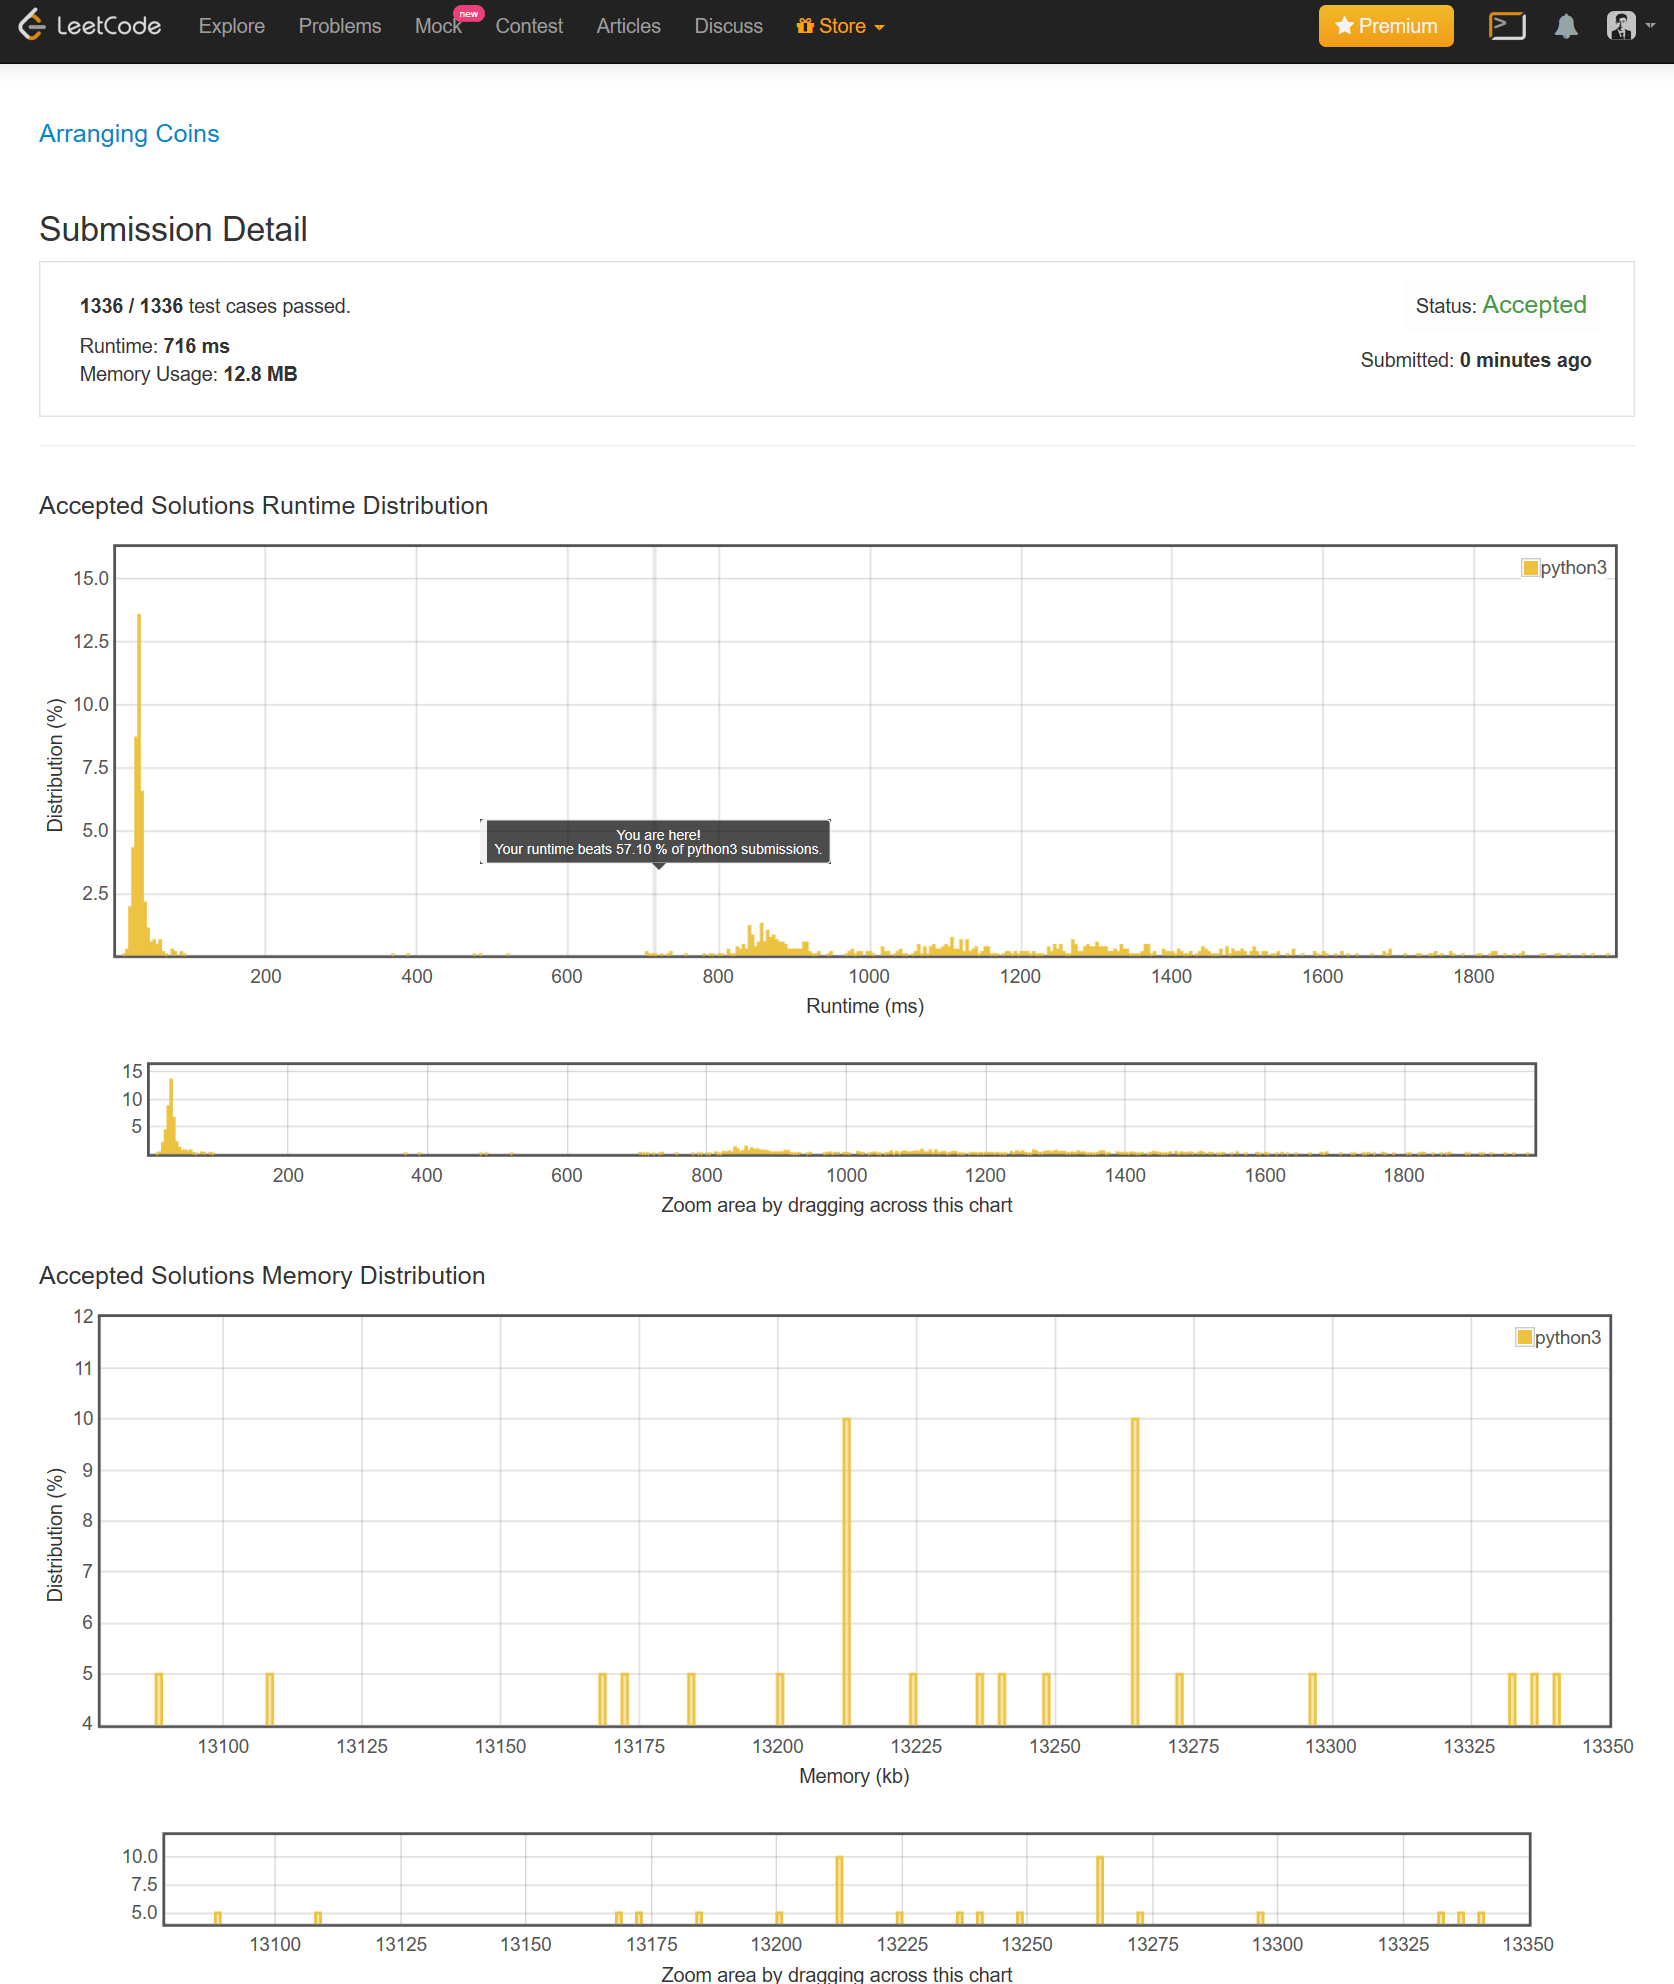 LeetCode Explore Problems Mock new Contest Articles Discuss Store Premium
Arranging Coins
Submission Detail
1336 / 1336 test cases passed.
Status: Accepted
Runtime: 716 ms
Submitted: 0 minutes ago
Memory Usage: 12.8 MB
Accepted Solutions Runtime Distribution
python3
15.0
12.5
10.0
7.5
5.0
2.5
Distribution (%)
You are here!
Your runtime beats 57.10 % of python3 submissions.
200 400 600 800 1000 1200 1400 1600 1800
Runtime (ms)
15
10
5
200 400 600 800 1000 1200 1400 1600 1800
Zoom area by dragging across this chart
Accepted Solutions Memory Distribution
python3
12
11
10
9
8
7
6
5
4
Distribution (%)
13100 13125 13150 13175 13200 13225 13250 13275 13300 13325 13350
Memory (kb)
10.0
7.5
5.0
13100 13125 13150 13175 13200 13225 13250 13275 13300 13325 13350
Zoom area by dragging across this chart